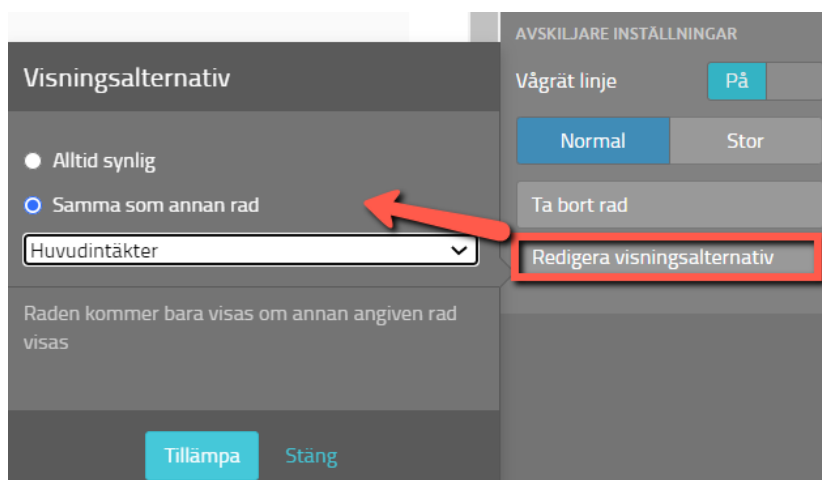 Visningsalternativ
Alltid synlig
Samma som annan rad
Huvudintäkter
Raden kommer bara visas om annan angiven rad
visas
Tillämpa Stäng
AVSKILJARE INSTÄLLNINGAR
Vågrät linje På
Normal Stor
Ta bort rad
Redigera visningsalternativ